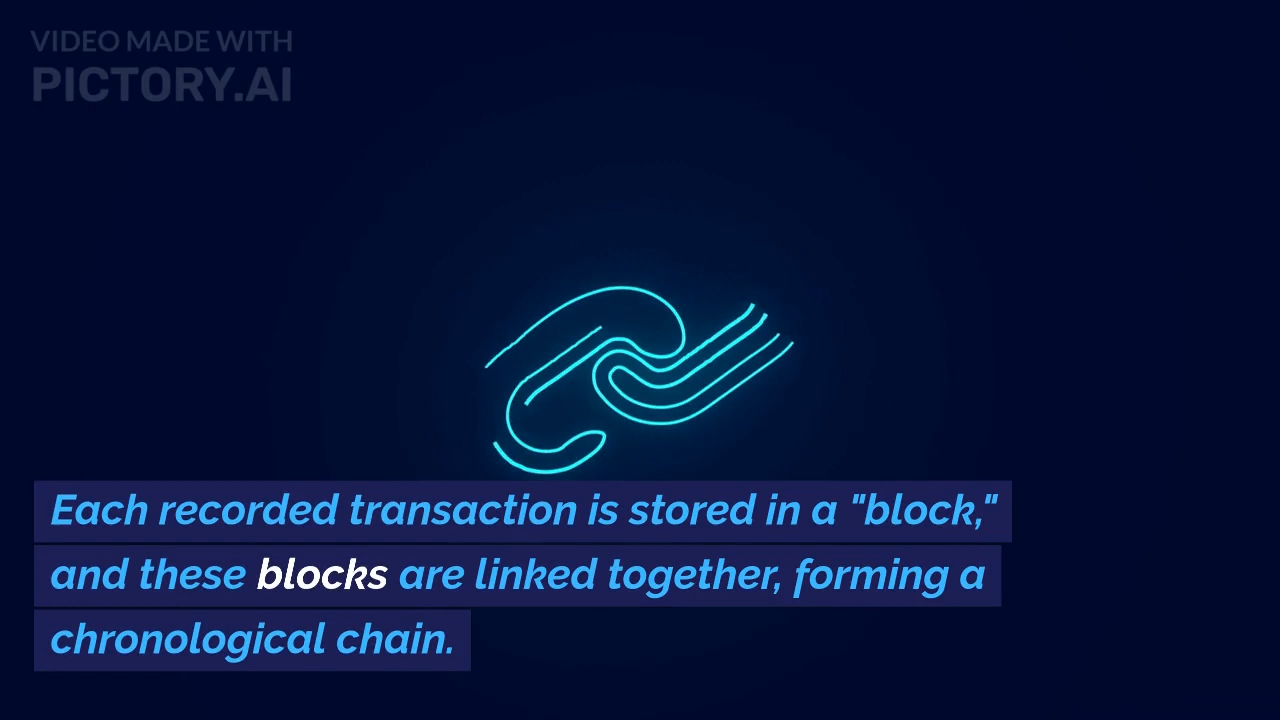 VIDEO MADE WITH
PICTORY.AI
Each recorded transaction is stored in a "block,"
and these blocks are linked together, forming a
chronological chain.